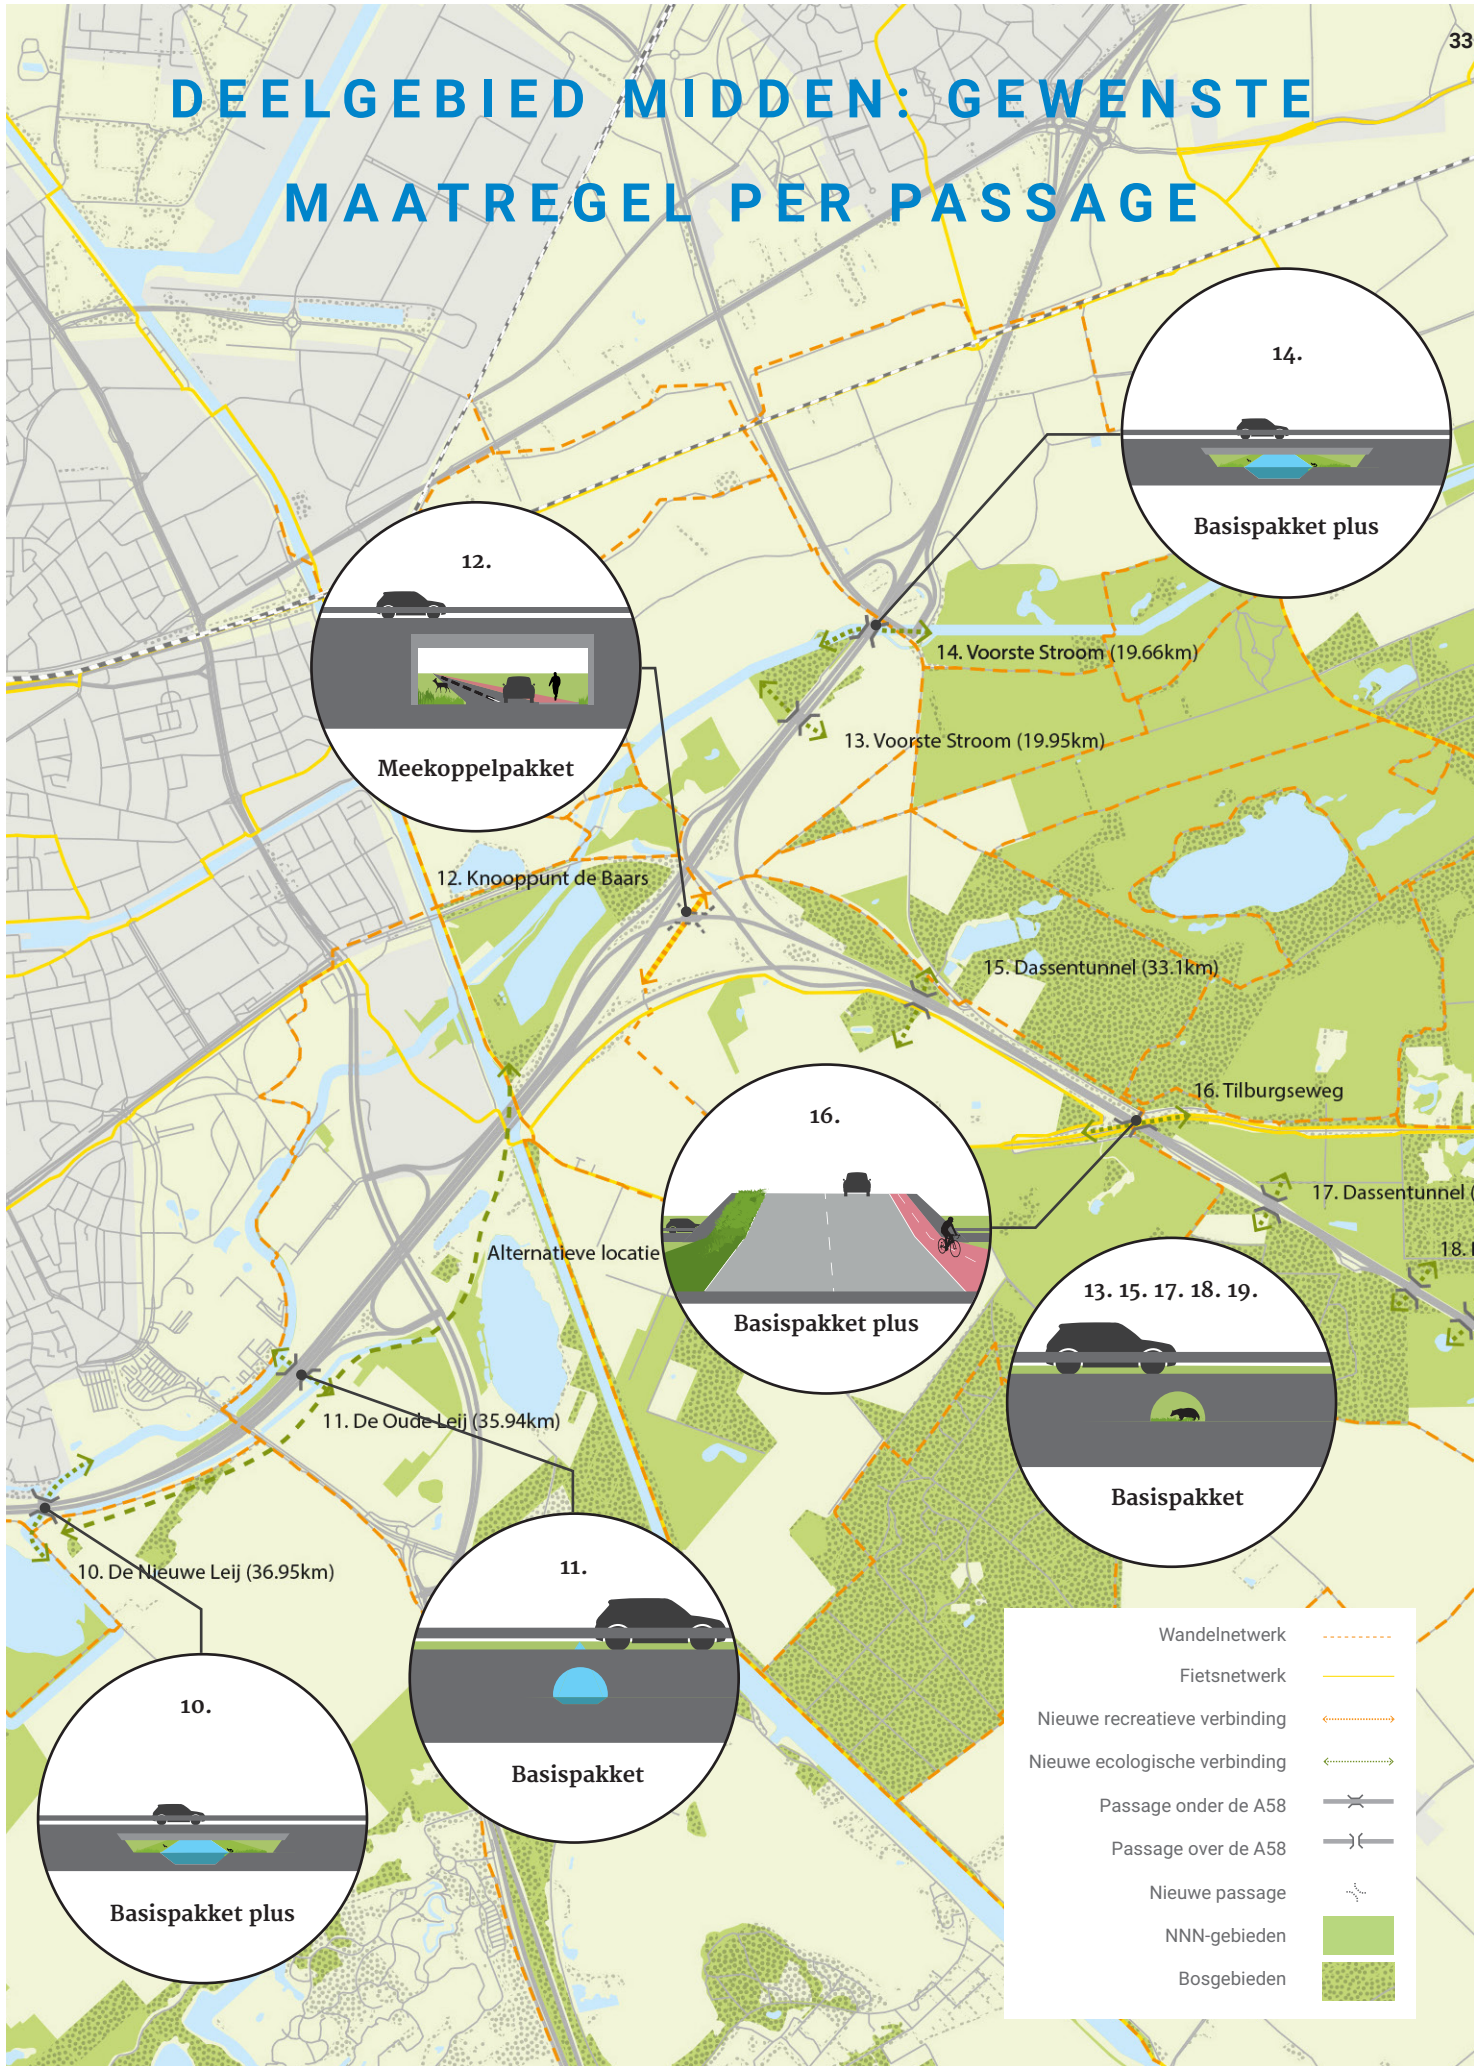 33
DEELGEBIED MIDDEN: GEWENSTE
MAATREGEL PER PASSAGE
14.
Basispakket plus
12.
Meekoppelpakket
14. Voorste Stroom (19.66km)
13. Voorste Stroom (19.95km)
12. Knooppunt de Baars
15. Dassentunnel (33.1km)
16. Tilburgseweg
16.
Basispakket plus
17. Dassentunnel (
18.
Alternatieve locatie
13. 15. 17. 18. 19.
Basispakket
11. De Oude Leij (35.94km)
10. De Nieuwe Leij (36.95km)
11.
Basispakket
10.
Basispakket plus
Wandelnetwerk
Fietsnetwerk
Nieuwe recreatieve verbinding
Nieuwe ecologische verbinding
Passage onder de A58
Passage over de A58
Nieuwe passage
NNN-gebieden
Bosgebieden